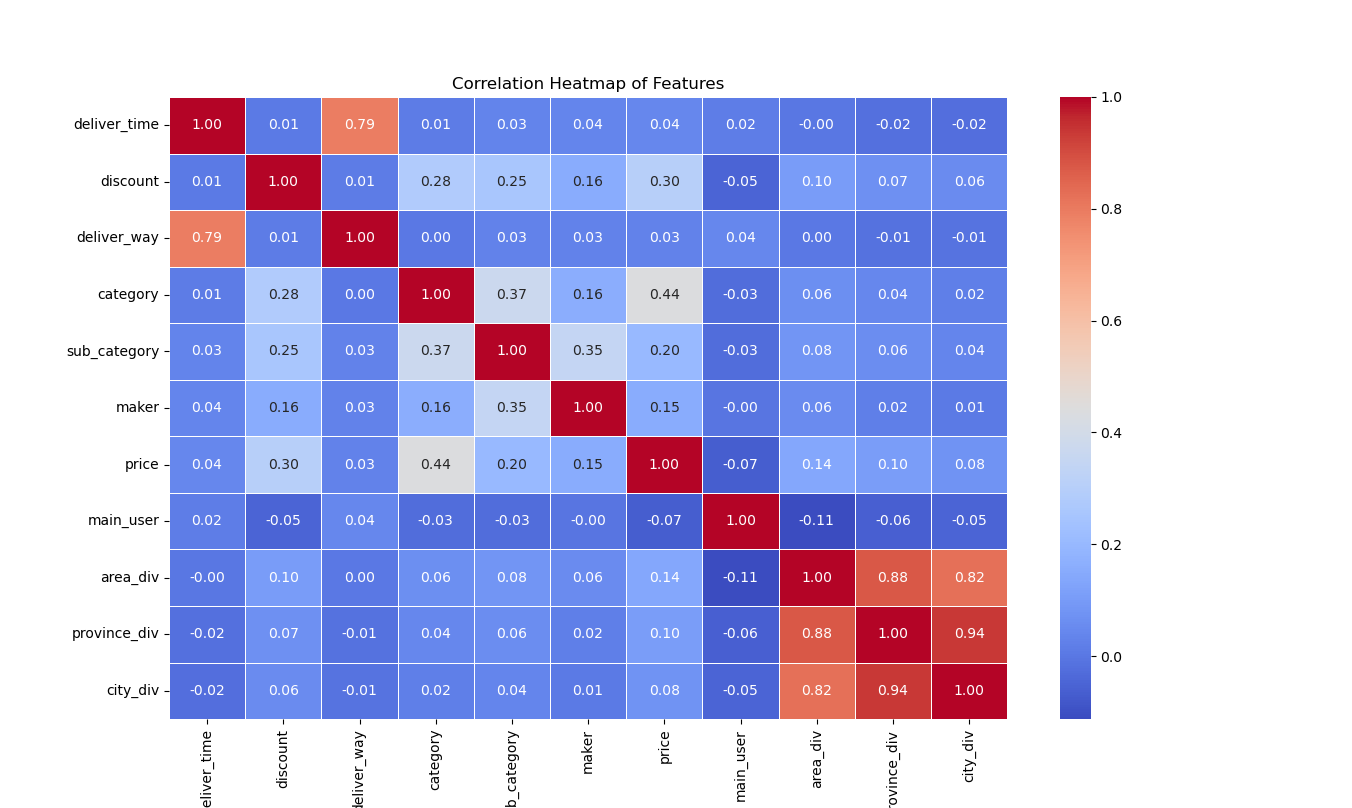 Correlation Heatmap of Features
deliver_time 1.00 0.01 0.79 0.01 0.03 0.04 0.04 0.02 -0.00 -0.02 -0.02
discount 0.01 1.00 0.01 0.28 0.25 0.16 0.30 -0.05 0.10 0.07 0.06
deliver_way 0.79 0.01 1.00 0.00 0.03 0.03 0.03 0.04 0.00 -0.01 -0.01
category 0.01 0.28 0.00 1.00 0.37 0.16 0.44 -0.03 0.06 0.04 0.02
sub_category 0.03 0.25 0.03 0.37 1.00 0.35 0.20 -0.03 0.08 0.06 0.04
maker 0.04 0.16 0.03 0.16 0.35 1.00 0.15 -0.00 0.06 0.02 0.01
price 0.04 0.30 0.03 0.44 0.20 0.15 1.00 -0.07 0.14 0.10 0.08
main_user 0.02 -0.05 0.04 -0.03 -0.03 -0.00 -0.07 1.00 -0.11 -0.06 -0.05
area_div -0.00 0.10 0.00 0.06 0.08 0.06 0.14 -0.11 1.00 0.88 0.82
province_div -0.02 0.07 -0.01 0.04 0.06 0.02 0.10 -0.06 0.88 1.00 0.94
city_div -0.02 0.06 -0.01 0.02 0.04 0.01 0.08 -0.05 0.82 0.94 1.00
eliver_time
discount
deliver_way
category
b_category
maker
price
main_user
area_div
rovince_div
city_div
1.0
0.8
0.6
0.4
0.2
0.0